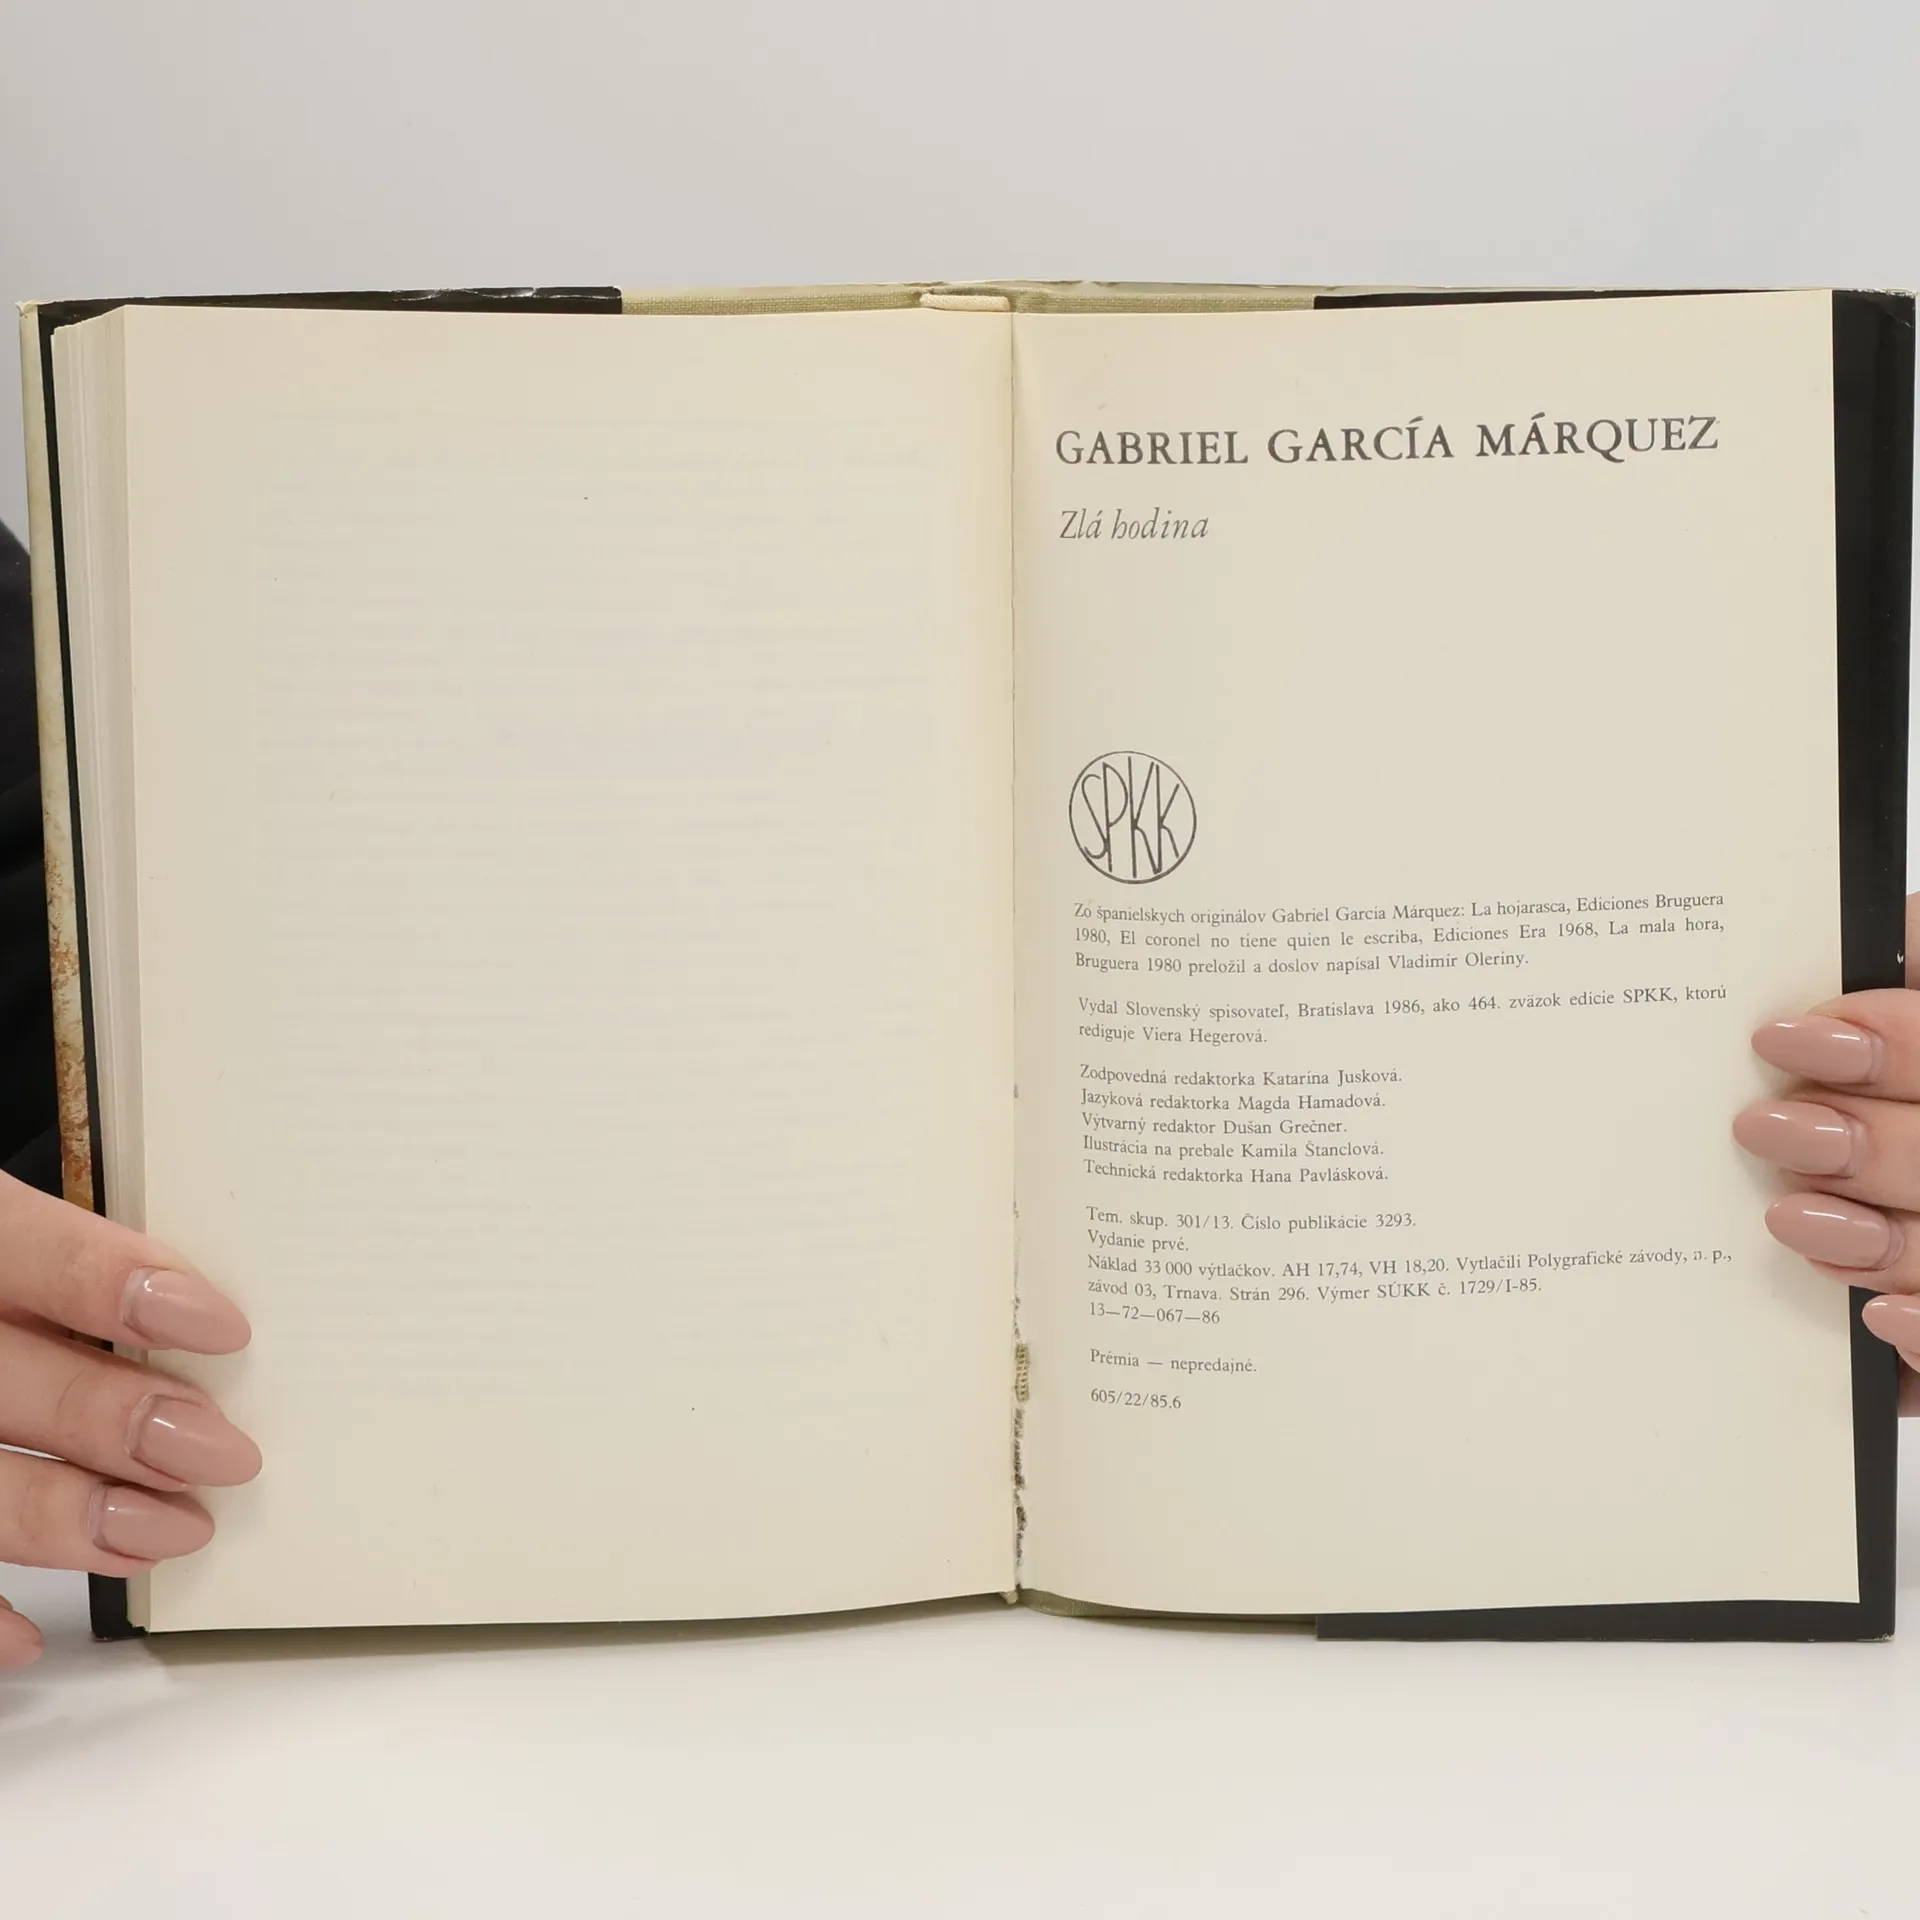 GABRIEL GARCÍA MÁRQUEZ
Zlá hodina
SPKK
Zo španielskych originálov Gabriel García Márquez: La hojarasca, Ediciones Bruguera
1980, El coronel no tiene quien le escriba, Ediciones Era 1968, La mala hora,
Bruguera 1980 preložil a doslov napísal Vladimír Oleríny.
Vydal Slovenský spisovateľ, Bratislava 1986, ako 464. zväzok edície SPKK, ktorú
rediguje Viera Hegerová.
Zodpovedná redaktorka Katarína Jusková.
Jazyková redaktorka Magda Hamadová.
Výtvarný redaktor Dušan Grečner.
Ilustrácia na prebale Kamila Štanclová.
Technická redaktorka Hana Pavlásková.
Tem. skup. 301/13. Číslo publikácie 3293.
Vydanie prvé.
Náklad 33 000 výtlačkov. AH 17,74, VH 18,20. Vytlačili Polygrafické závody, n. p.,
závod 03, Trnava. Strán 296. Výmer SÚKK č. 1729/I-85.
13—72—067—86
Prémia — nepredajné.
605/22/85.6